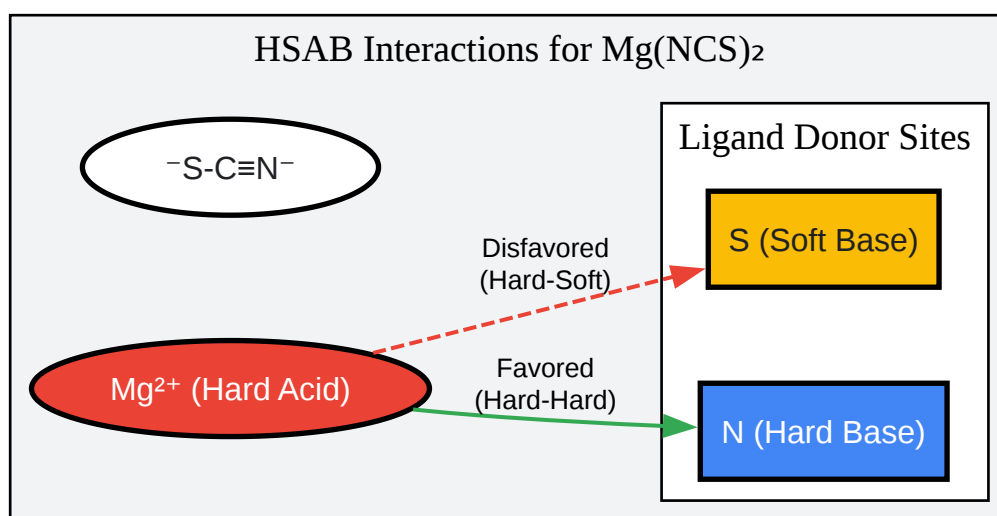 HSAB Interactions for Mg(NCS)₂
⁻S-C≡N⁻
Ligand Donor Sites
S (Soft Base)
Disfavored
(Hard-Soft)
Mg²⁺ (Hard Acid)
Favored
(Hard-Hard)
N (Hard Base)